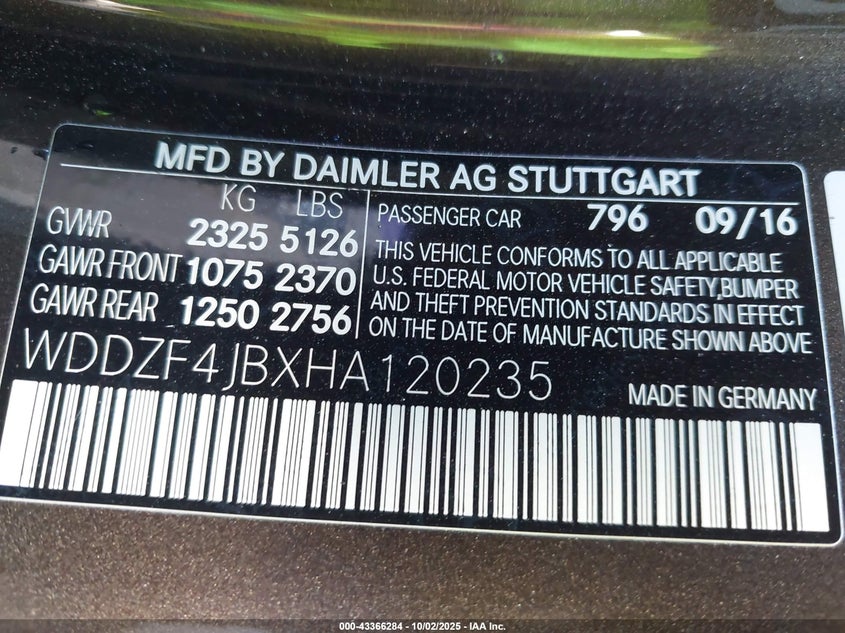 MFD BY DAIMLER AG STUTTGART
KG LBS
GVWR 2325 5126
GAWR FRONT 1075 2370
GAWR REAR 1250 2756
PASSENGER CAR 796 09/16
THIS VEHICLE CONFORMS TO ALL APPLICABLE
U.S. FEDERAL MOTOR VEHICLE SAFETY,BUMPER
AND THEFT PREVENTION STANDARDS IN EFFECT
ON THE DATE OF MANUFACTURE SHOWN ABOVE
WDDZF4JBXHA120235
MADE IN GERMANY
000-43366284 - 10/02/2025 - IAA Inc.